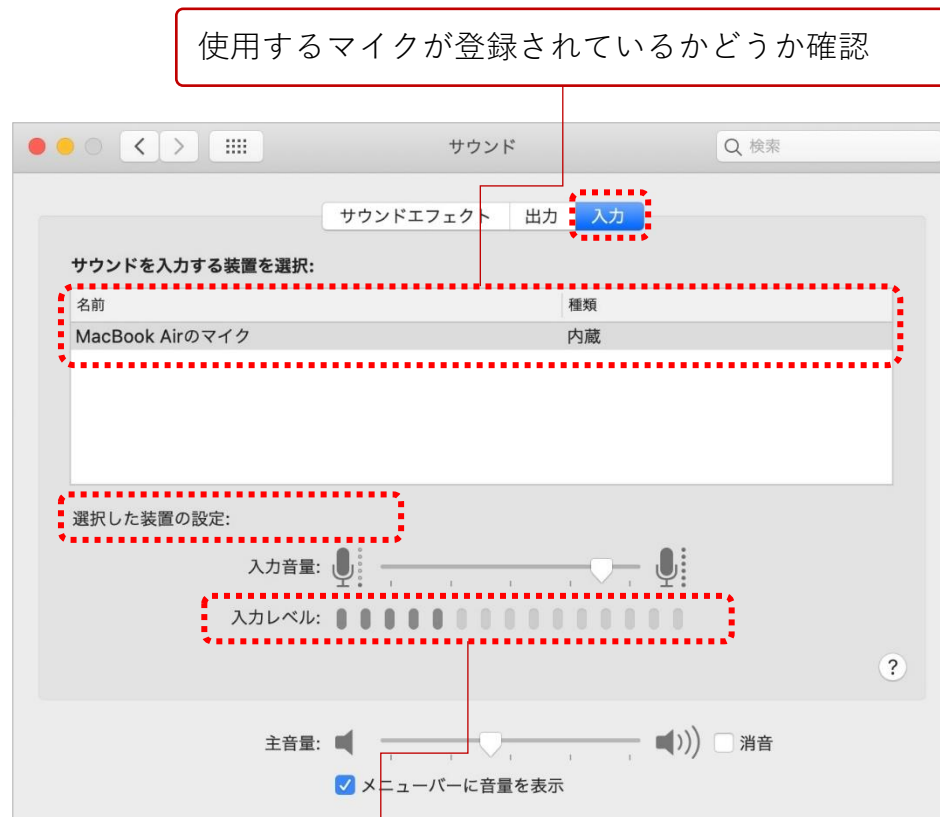 使用するマイクが登録されているかどうか確認
サウンド
検索
サウンドエフェクト 出力 入力
サウンドを入力する装置を選択:
名前 種類
MacBook Airのマイク 内蔵
選択した装置の設定:
入力音量:
入力レベル:
?
主音量: 消音
メニューバーに音量を表示